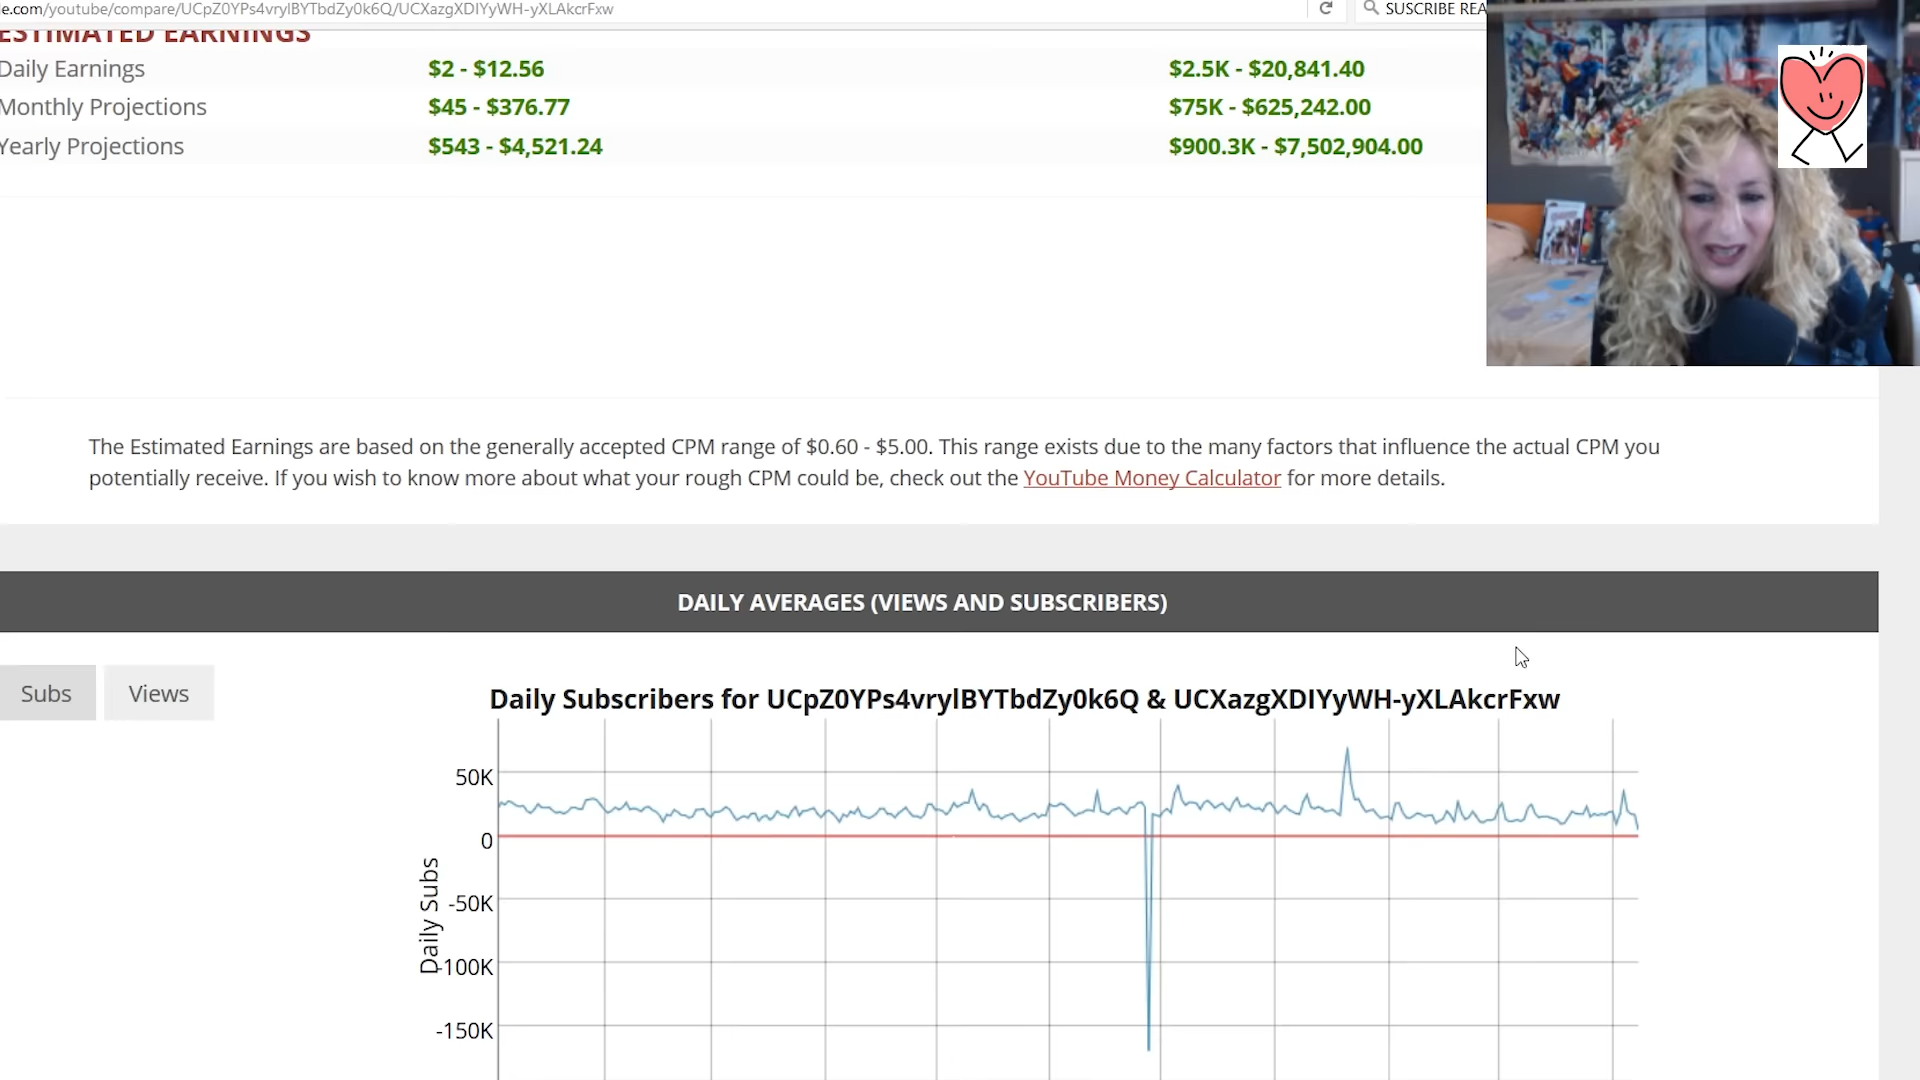 e.com/youtube/compare/UCpZ0YPs4vrylBYTbdZy0k6Q/UCXazgXDIYyWH-yXLAkcrFxw
SUSCRIBE REA
ESTIMATED EARNINGS
Daily Earnings $2 - $12.56 $2.5K - $20,841.40
Monthly Projections $45 - $376.77 $75K - $625,242.00
Yearly Projections $543 - $4,521.24 $900.3K - $7,502,904.00
The Estimated Earnings are based on the generally accepted CPM range of $0.60 - $5.00. This range exists due to the many factors that influence the actual CPM you
potentially receive. If you wish to know more about what your rough CPM could be, check out the YouTube Money Calculator for more details.
DAILY AVERAGES (VIEWS AND SUBSCRIBERS)
Subs Views
Daily Subscribers for UCpZ0YPs4vrylBYTbdZy0k6Q & UCXazgXDIYyWH-yXLAkcrFxw
50K
0
-50K
-100K
-150K
Daily Subs